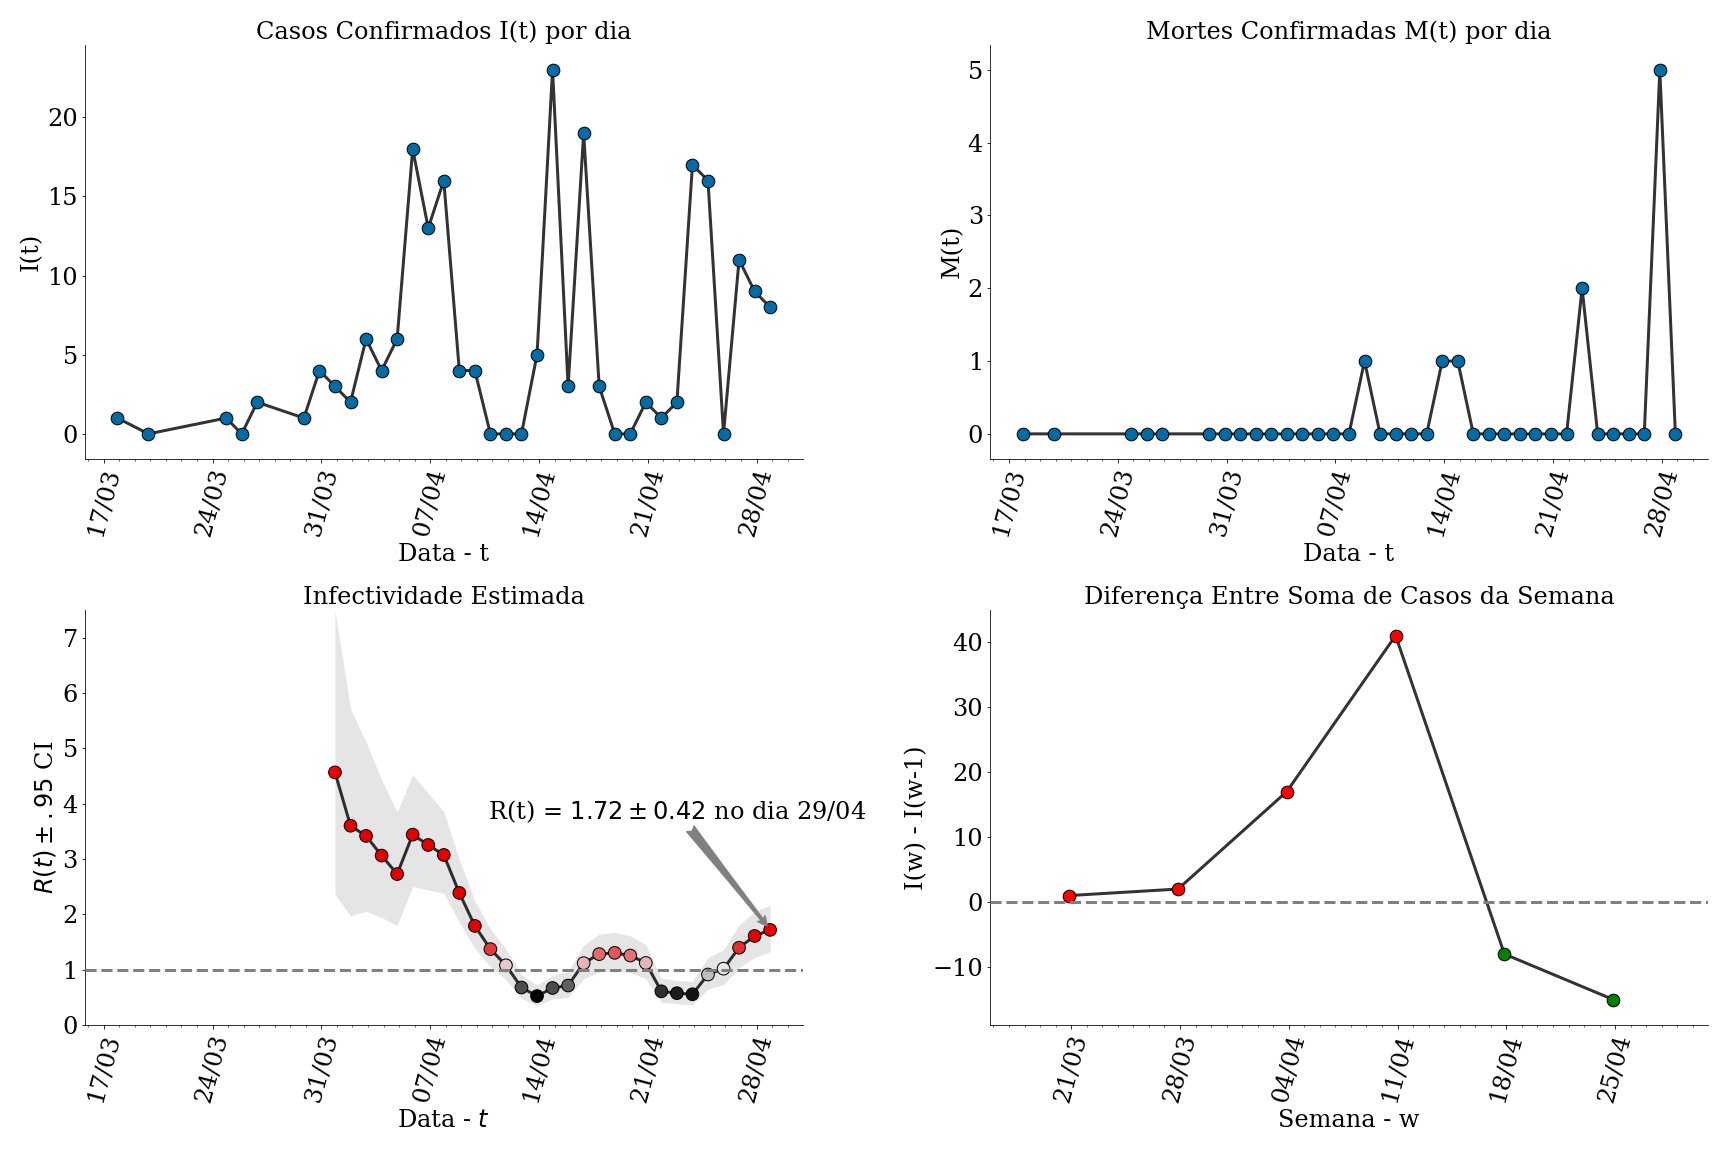 Casos Confirmados I(t) por dia
I(t)
20
15
10
5
0
17/03 24/03 31/03 07/04 14/04 21/04 28/04
Data - t
Mortes Confirmadas M(t) por dia
M(t)
5
4
3
2
1
0
17/03 24/03 31/03 07/04 14/04 21/04 28/04
Data - t
Infectividade Estimada
R(t) ± .95 CI
7
6
5
4
3
2
1
0
R(t) = 1.72 ± 0.42 no dia 29/04
17/03 24/03 31/03 07/04 14/04 21/04 28/04
Data - t
Diferença Entre Soma de Casos da Semana
I(w) - I(w-1)
40
30
20
10
0
−10
21/03 28/03 04/04 11/04 18/04 25/04
Semana - w